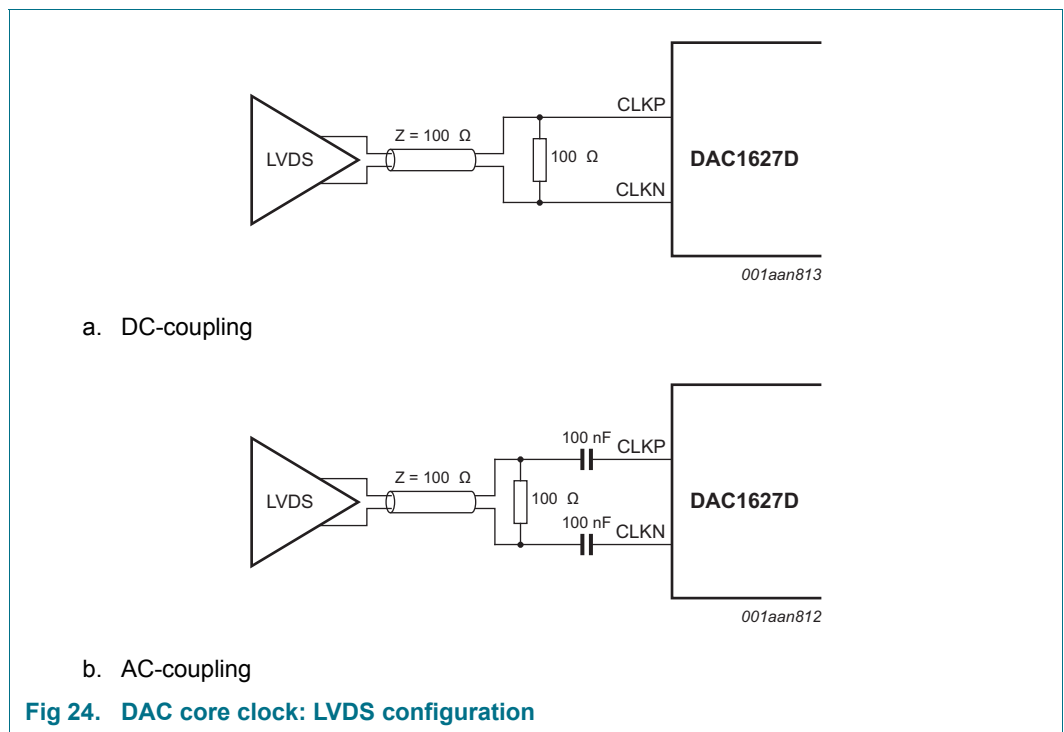 CLKP
Z = 100 Ω
LVDS
100 Ω
DAC1627D
CLKN
001aan813
a. DC-coupling
100 nF
CLKP
Z = 100 Ω
LVDS
100 Ω
DAC1627D
100 nF
CLKN
001aan812
b. AC-coupling
Fig 24. DAC core clock: LVDS configuration